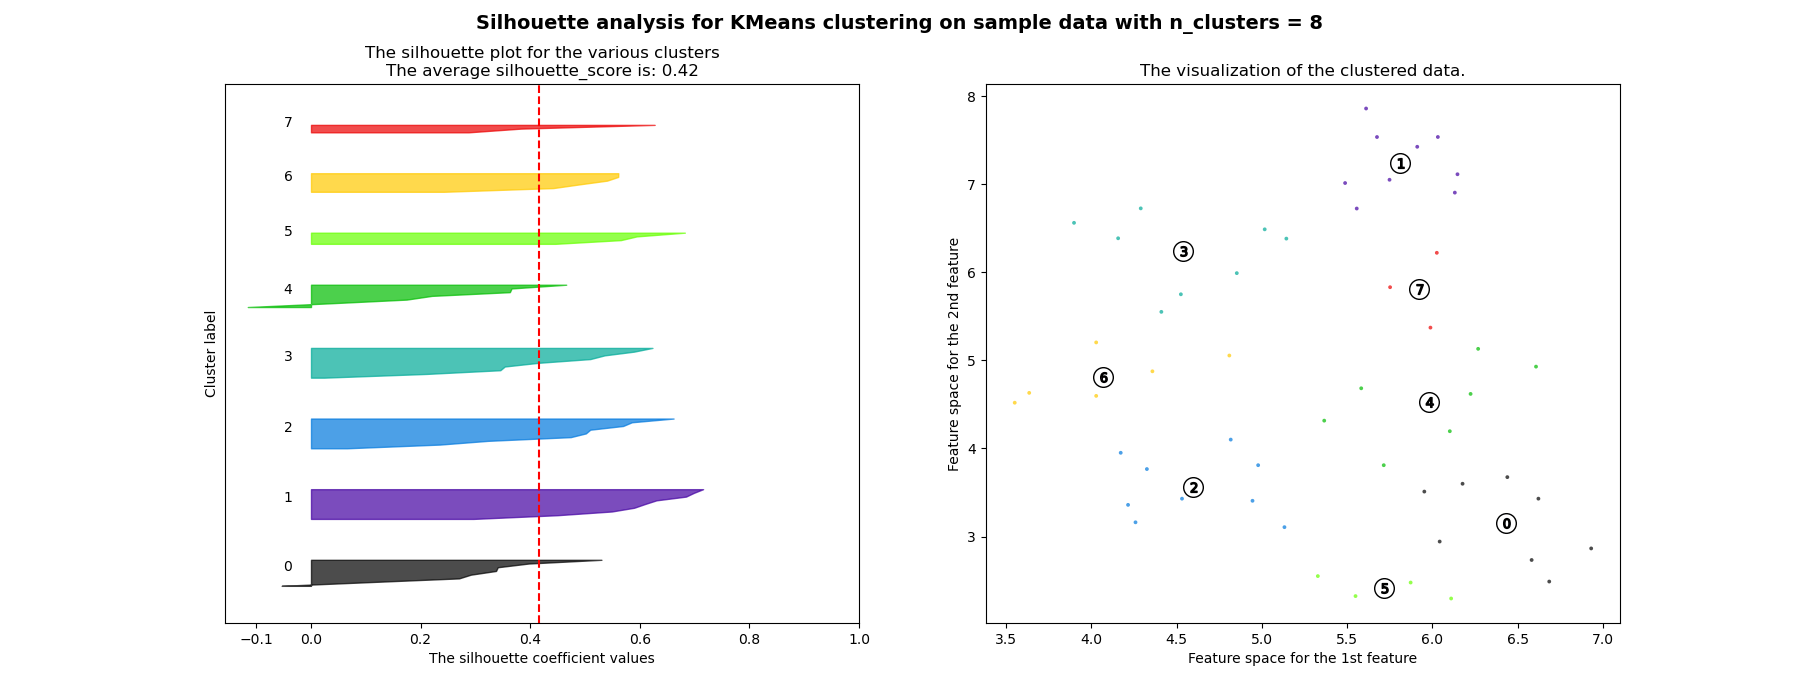 Silhouette analysis for KMeans clustering on sample data with n_clusters = 8
The silhouette plot for the various clusters
The average silhouette_score is: 0.42
Cluster label
7
6
5
4
3
2
1
0
−0.1 0.0 0.2 0.4 0.6 0.8 1.0
The silhouette coefficient values
The visualization of the clustered data.
Feature space for the 2nd feature
8
7
6
5
4
3
1
3
7
6
4
2
0
5
3.5 4.0 4.5 5.0 5.5 6.0 6.5 7.0
Feature space for the 1st feature